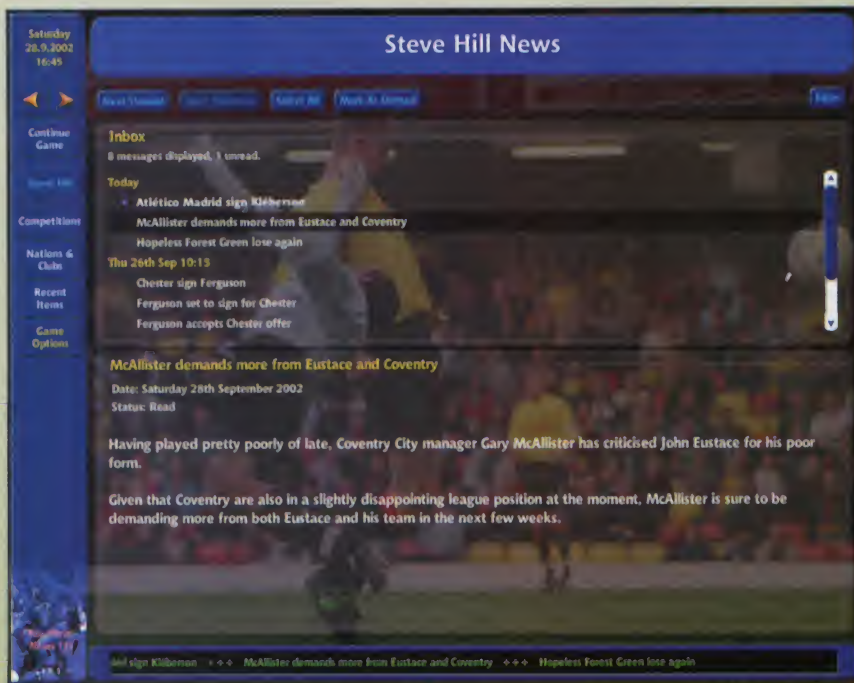 Saturday
28.9.2002
16:45
Steve Hill News
Mark As Unread
Filter
Continue
Game
Steve Hill
Competitions
Nations &
Clubs
Recent
Items
Game
Options
Inbox
8 messages displayed, 1 unread.
Today
Atlético Madrid sign Kléberson
McAllister demands more from Eustace and Coventry
Hopeless Forest Green lose again
Thu 26th Sep 10:15
Chester sign Ferguson
Ferguson set to sign for Chester
Ferguson accepts Chester offer
McAllister demands more from Eustace and Coventry
Date: Saturday 28th September 2002
Status: Read
Having played pretty poorly of late, Coventry City manager Gary McAllister has criticised John Eustace for his poor
form.
Given that Coventry are also in a slightly disappointing league position at the moment, McAllister is sure to be
demanding more from both Eustace and his team in the next few weeks.
sign Kléberson +++ McAllister demands more from Eustace and Coventry +++ Hopeless Forest Green lose again